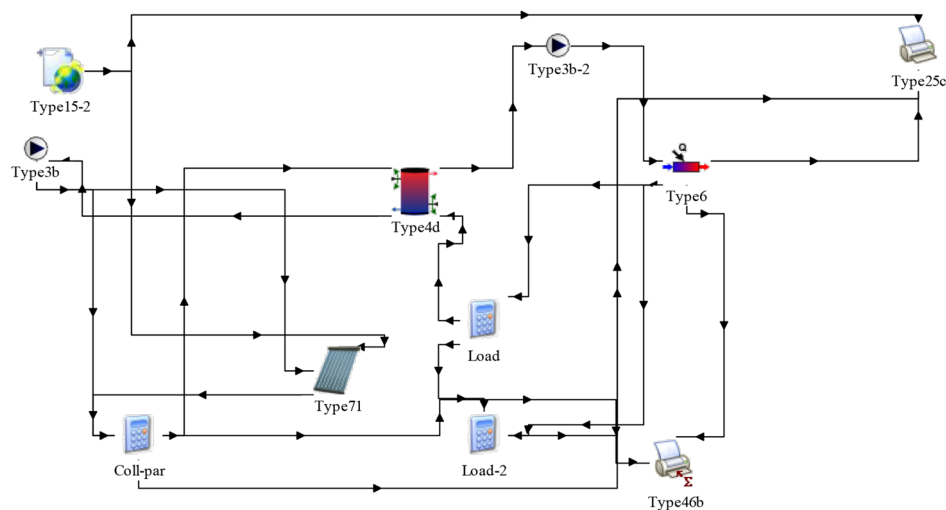 Type15-2
Type3b-2
Type25c
Type3b
Q
Type4d
Type6
Load
Type71
Coll-par
Load-2
Σ
Type46b